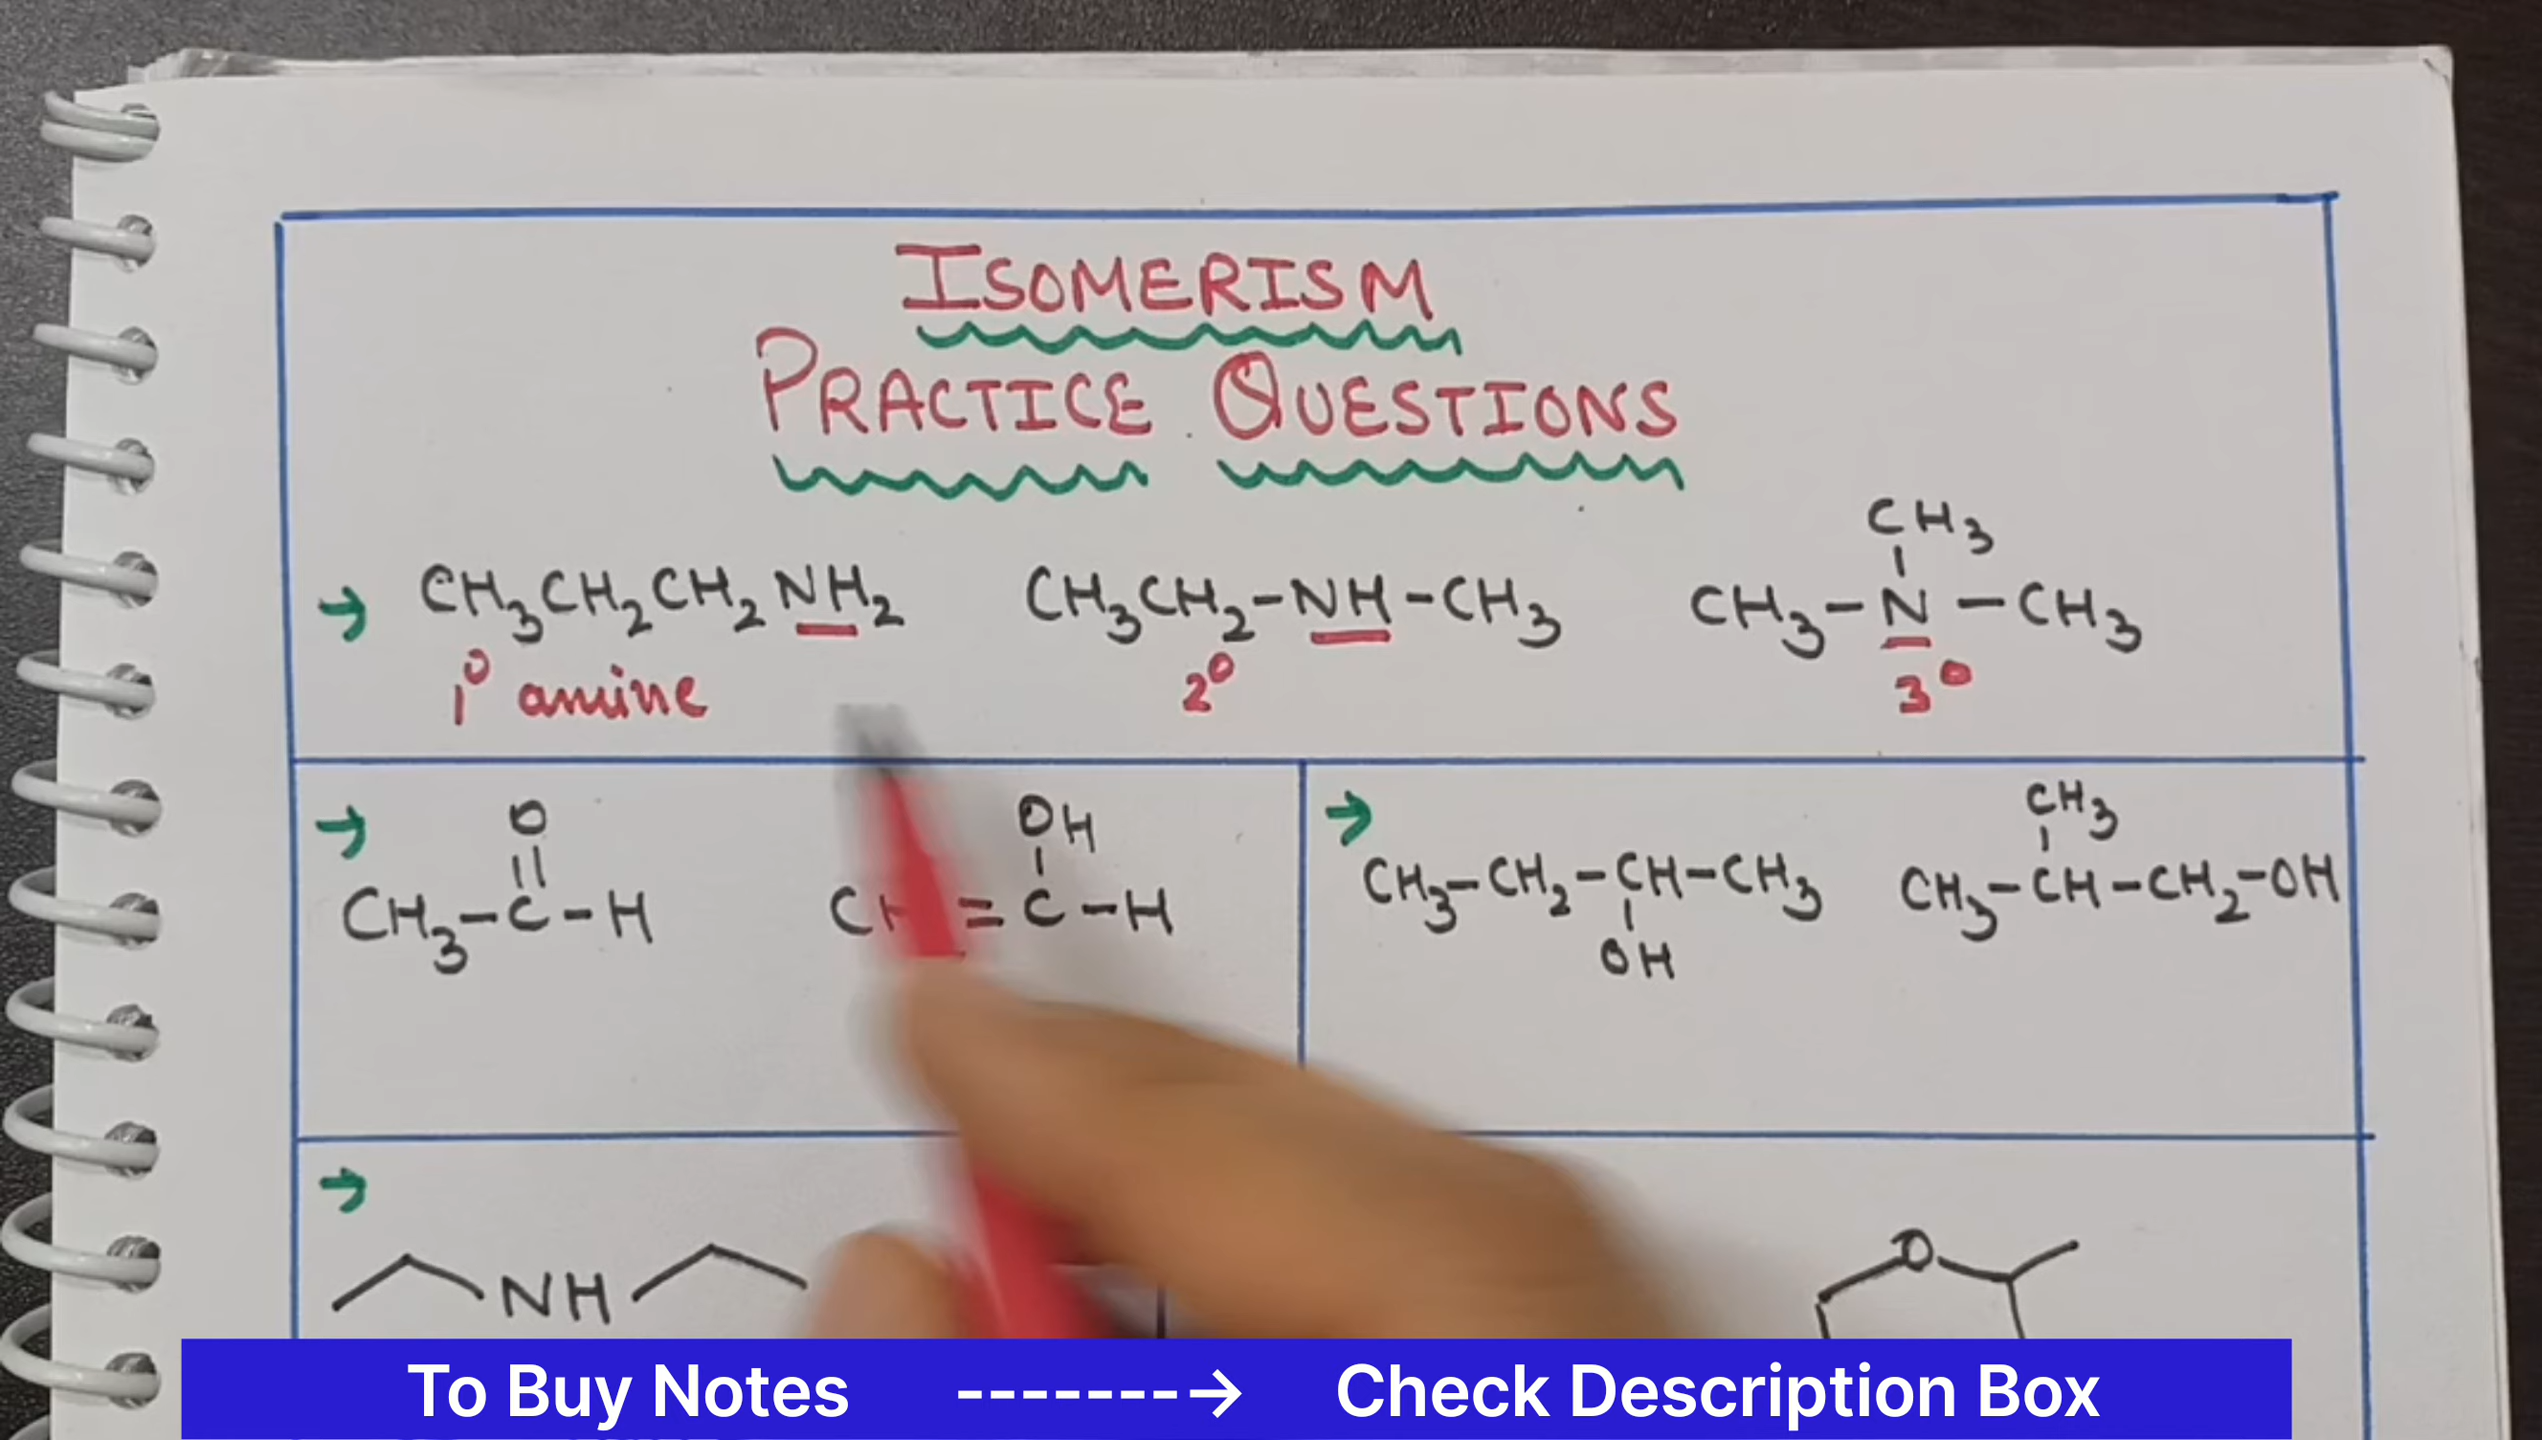 ISOMERISM
PRACTICE QUESTIONS
CH3
→ CH3CH2CH2NH2 CH3CH2-NH-CH3 CH3-N-CH3
1° amine 2° 3°
→ O OH
CH3-C-H =C-H
→ CH3
CH3-CH2-CH-CH3 CH3-CH-CH2-OH
OH
→
NH O
To Buy Notes -------→ Check Description Box